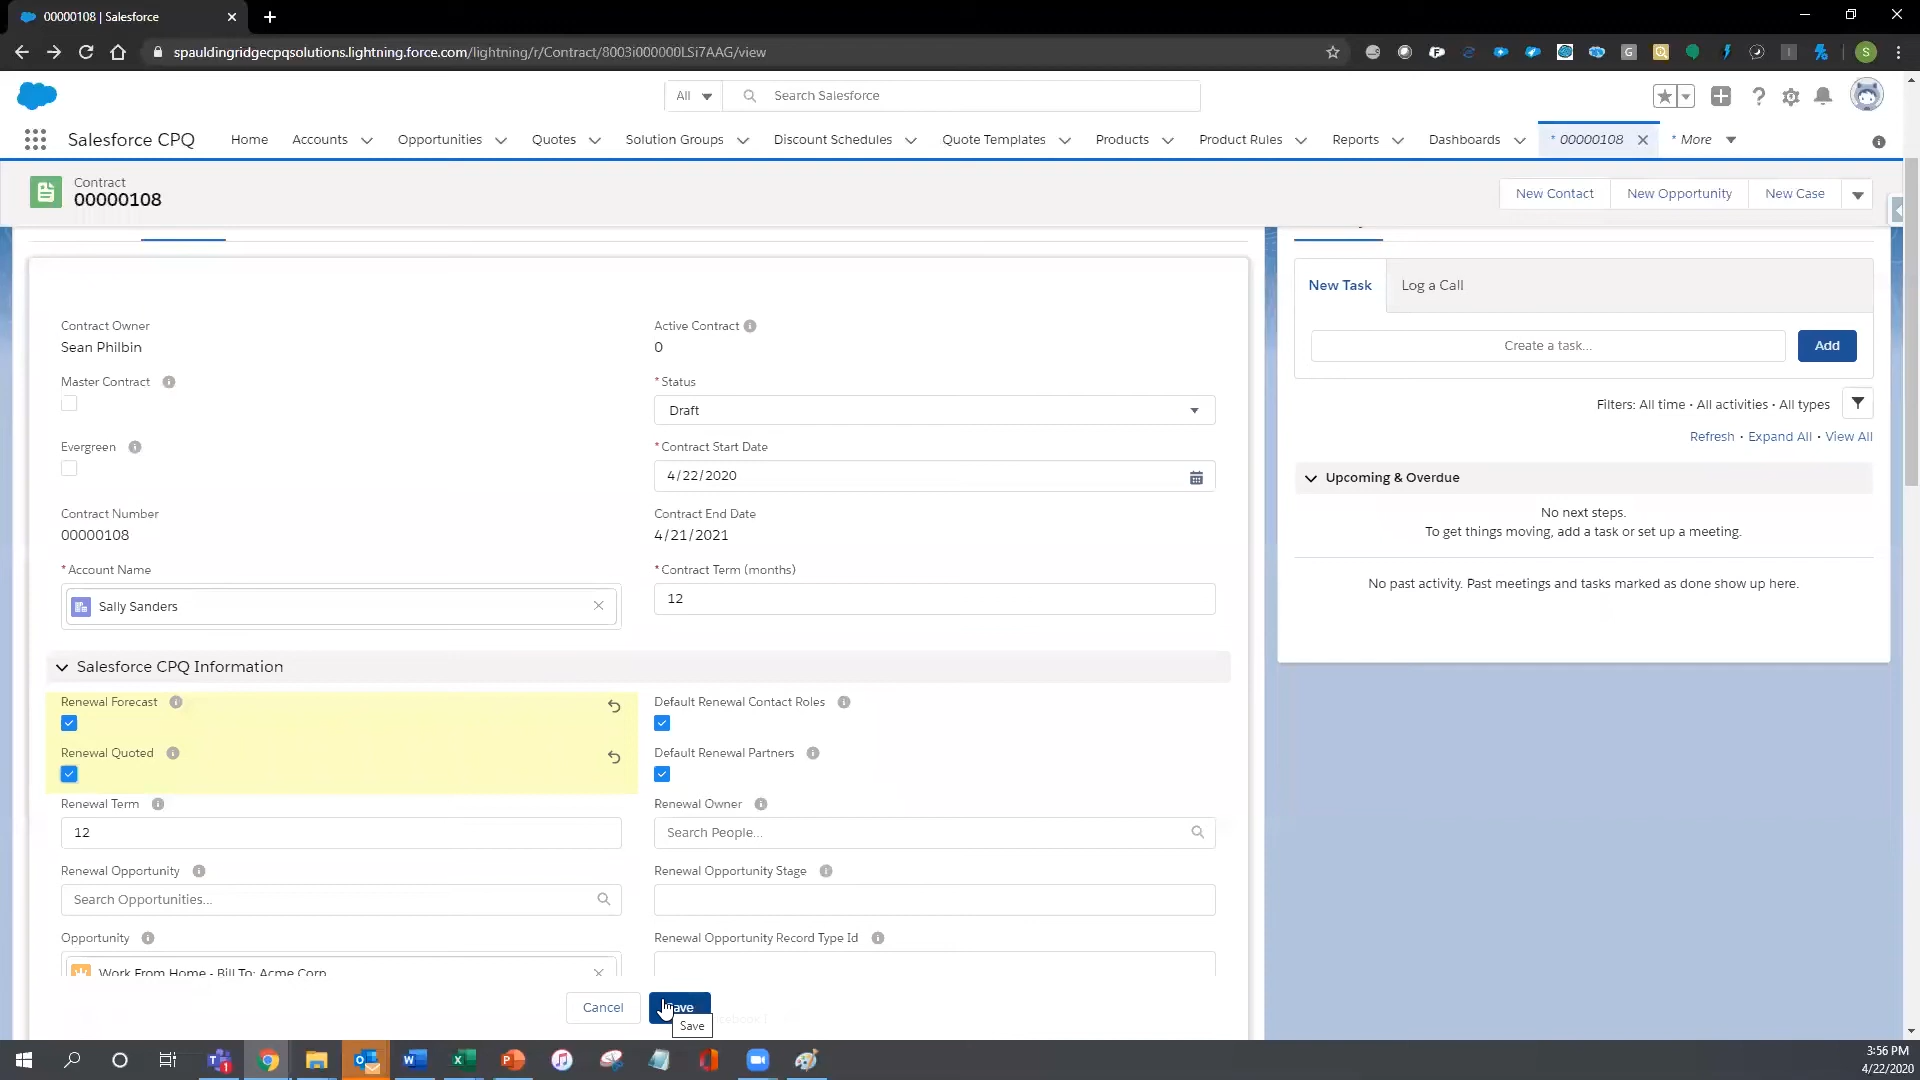 00000108 | Salesforce
spauldingridgecpqsolutions.lightning.force.com/lightning/r/Contract/8003i000000LSi7AAG/view
All
Search Salesforce
Salesforce CPQ
Home
Accounts
Opportunities
Quotes
Solution Groups
Discount Schedules
Quote Templates
Products
Product Rules
Reports
Dashboards
* 00000108
* More
Contract
00000108
New Contact
New Opportunity
New Case
Contract Owner
Sean Philbin
Active Contract
0
Master Contract
*Status
Draft
Evergreen
*Contract Start Date
4/22/2020
Contract Number
00000108
Contract End Date
4/21/2021
*Account Name
Sally Sanders
*Contract Term (months)
12
Salesforce CPQ Information
Renewal Forecast
Default Renewal Contact Roles
Renewal Quoted
Default Renewal Partners
Renewal Term
12
Renewal Owner
Search People...
Renewal Opportunity
Search Opportunities...
Renewal Opportunity Stage
Opportunity
Work From Home - Bill To: Acme Corp
Renewal Opportunity Record Type Id
Cancel
Save
New Task
Log a Call
Create a task...
Add
Filters: All time • All activities • All types
Refresh • Expand All • View All
Upcoming & Overdue
No next steps.
To get things moving, add a task or set up a meeting.
No past activity. Past meetings and tasks marked as done show up here.
3:56 PM
4/22/2020